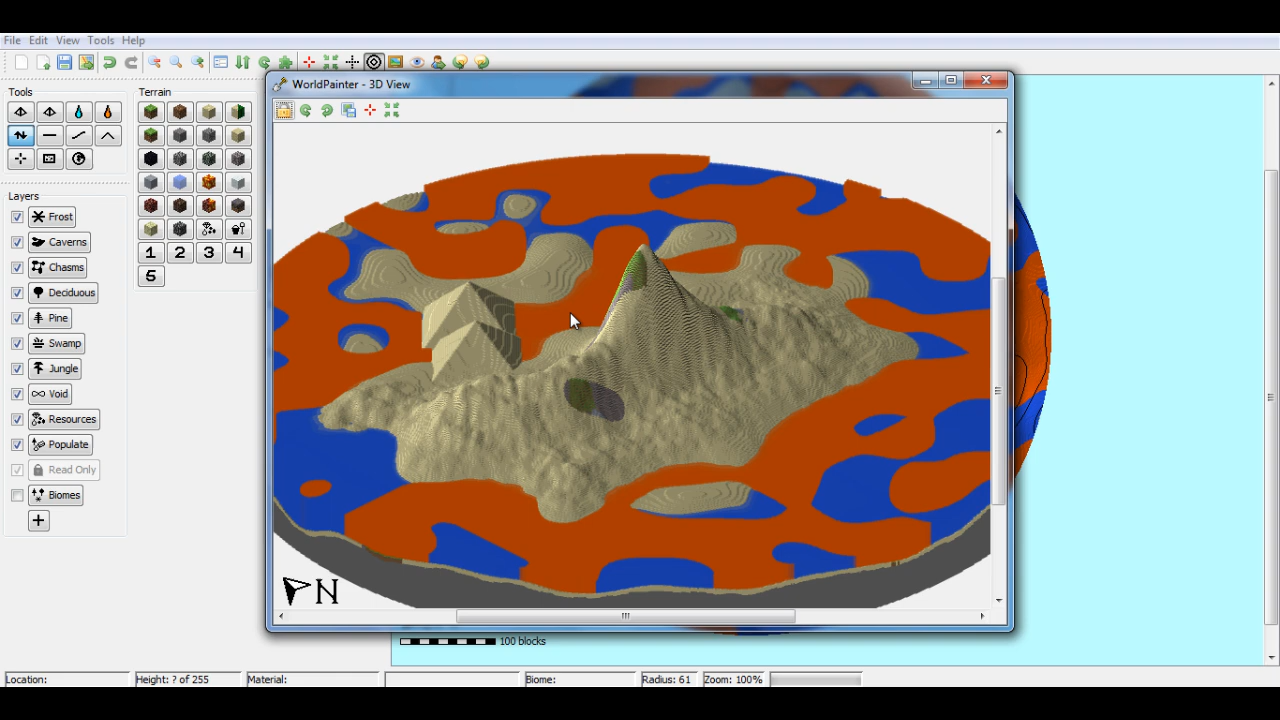 File Edit View Tools Help
WorldPainter - 3D View
Tools
Terrain
Layers
Frost
Caverns
Chasms
Deciduous
Pine
Swamp
Jungle
Void
Resources
Populate
Read Only
Biomes
1 2 3 4
5
N
100 blocks
Location: Height: ? of 255 Material: Biome: Radius: 61 Zoom: 100%